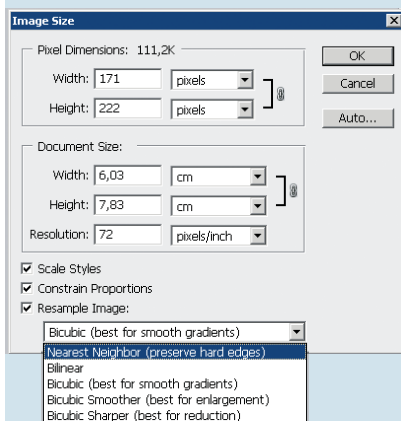 Image Size
Pixel Dimensions: 111,2K
Width: 171 pixels
Height: 222 pixels
OK
Cancel
Auto...
Document Size:
Width: 6,03 cm
Height: 7,83 cm
Resolution: 72 pixels/inch
Scale Styles
Constrain Proportions
Resample Image:
Bicubic (best for smooth gradients)
Nearest Neighbor (preserve hard edges)
Bilinear
Bicubic (best for smooth gradients)
Bicubic Smoother (best for enlargement)
Bicubic Sharper (best for reduction)